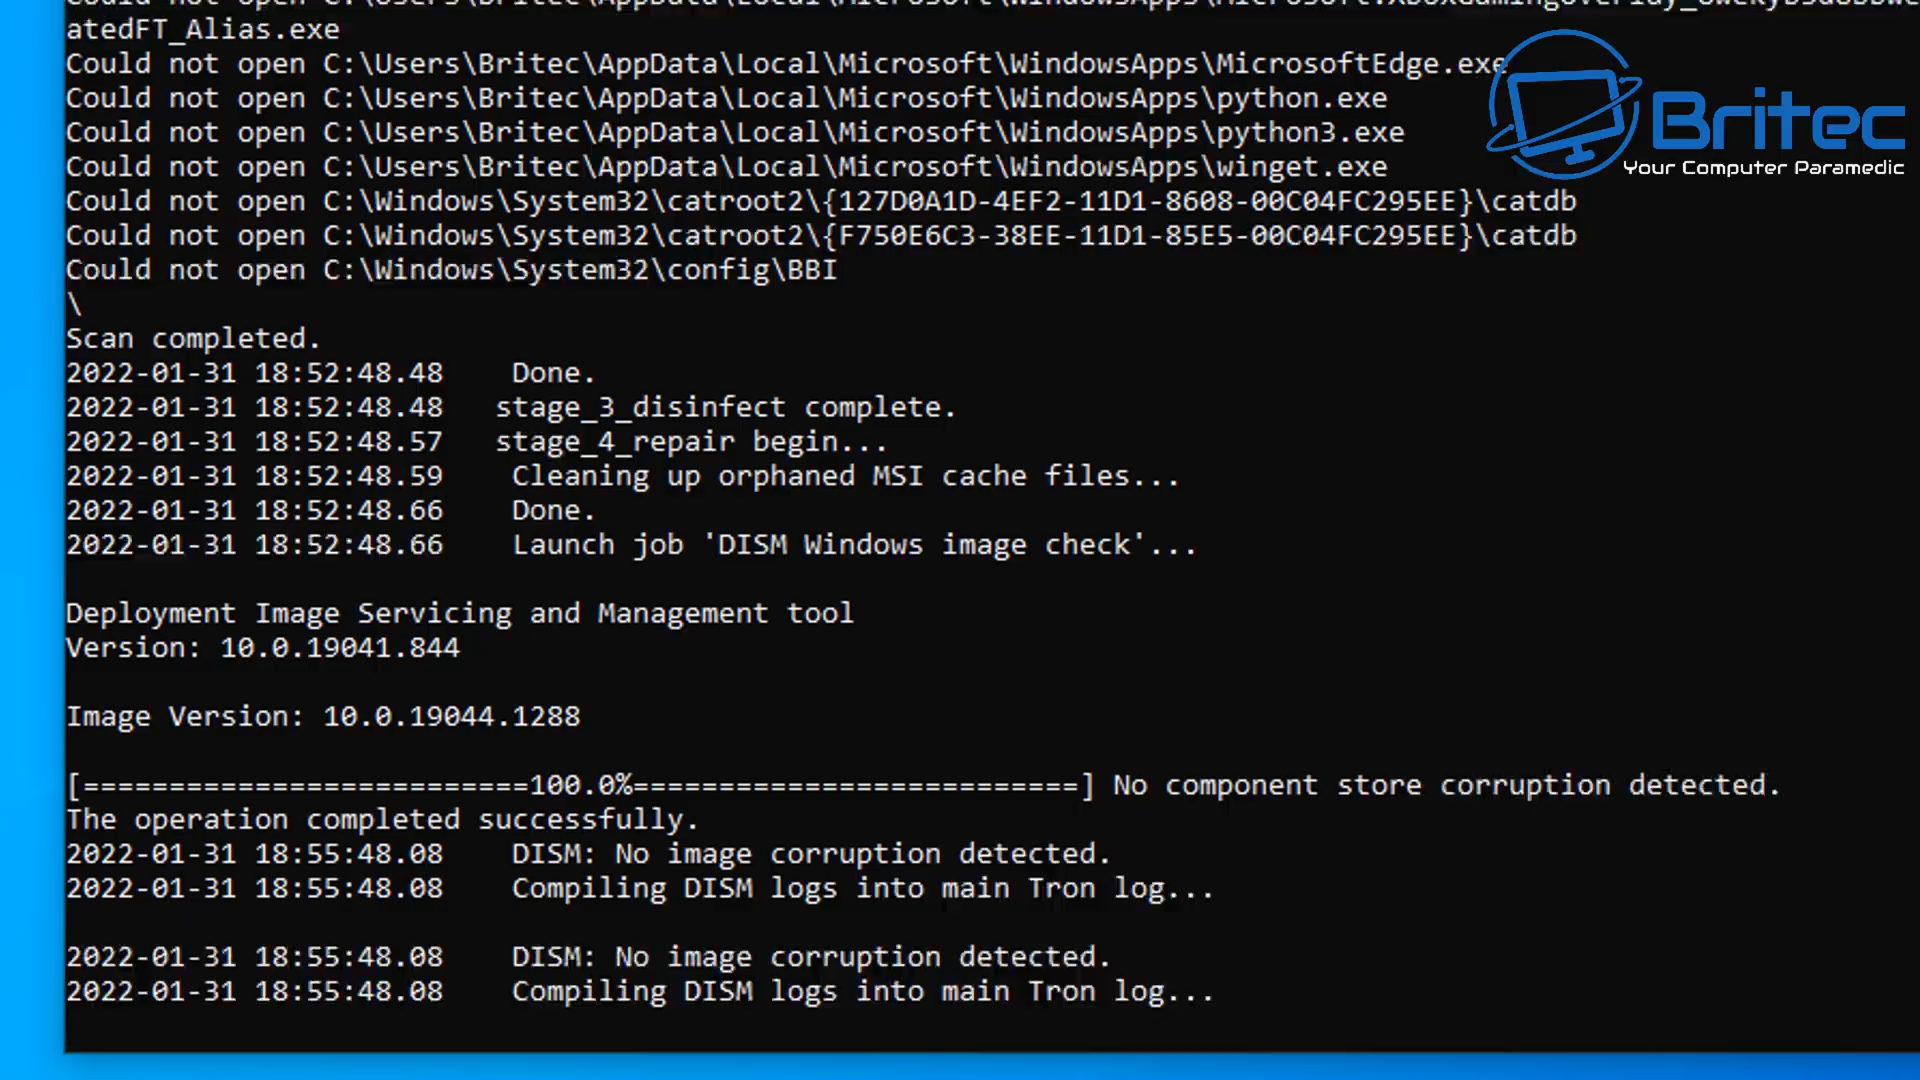 atedFT_Alias.exe
Could not open C:\Users\Britec\AppData\Local\Microsoft\WindowsApps\MicrosoftEdge.exe
Could not open C:\Users\Britec\AppData\Local\Microsoft\WindowsApps\python.exe
Could not open C:\Users\Britec\AppData\Local\Microsoft\WindowsApps\python3.exe
Could not open C:\Users\Britec\AppData\Local\Microsoft\WindowsApps\winget.exe
Could not open C:\Windows\System32\catroot2\{127D0A1D-4EF2-11D1-8608-00C04FC295EE}\catdb
Could not open C:\Windows\System32\catroot2\{F750E6C3-38EE-11D1-85E5-00C04FC295EE}\catdb
Could not open C:\Windows\System32\config\BBI
\
Scan completed.
2022-01-31 18:52:48.48    Done.
2022-01-31 18:52:48.48   stage_3_disinfect complete.
2022-01-31 18:52:48.57   stage_4_repair begin...
2022-01-31 18:52:48.59    Cleaning up orphaned MSI cache files...
2022-01-31 18:52:48.66    Done.
2022-01-31 18:52:48.66    Launch job 'DISM Windows image check'...
Deployment Image Servicing and Management tool
Version: 10.0.19041.844
Image Version: 10.0.19044.1288
[==========================100.0%==========================] No component store corruption detected.
The operation completed successfully.
2022-01-31 18:55:48.08    DISM: No image corruption detected.
2022-01-31 18:55:48.08    Compiling DISM logs into main Tron log...
2022-01-31 18:55:48.08    DISM: No image corruption detected.
2022-01-31 18:55:48.08    Compiling DISM logs into main Tron log...
Britec
Your Computer Paramedic